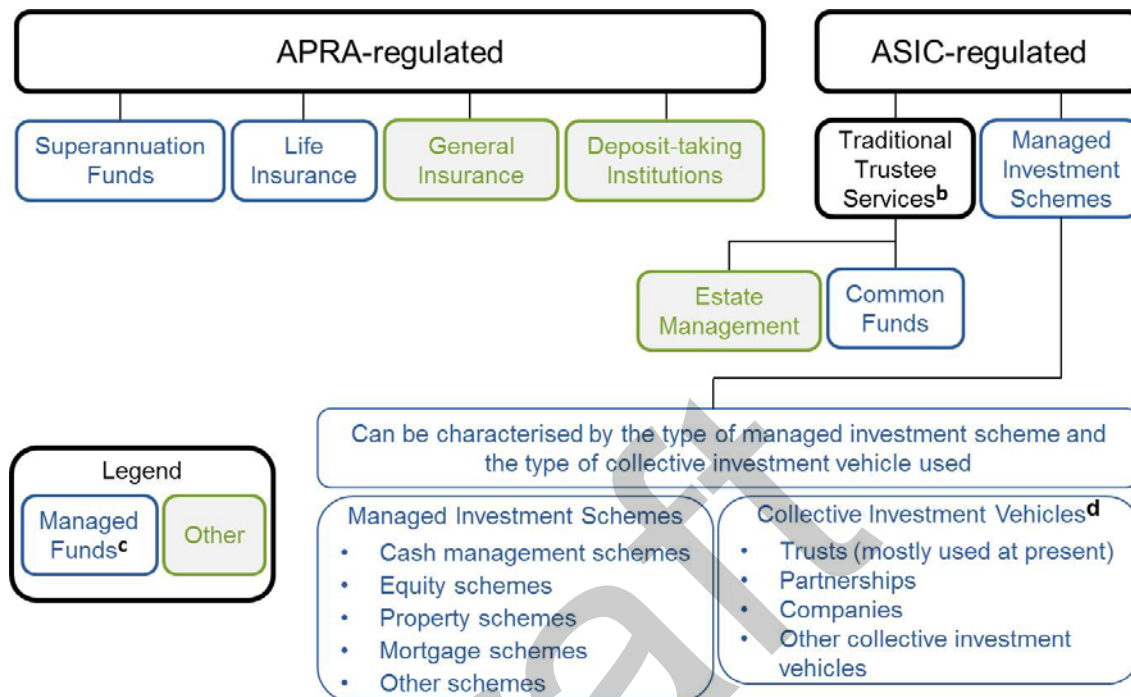 APRA-regulated
ASIC-regulated
Superannuation
Funds
Life
Insurance
General
Insurance
Deposit-taking
Institutions
Traditional
Trustee
Services b
Managed
Investment
Schemes
Estate
Management
Common
Funds
Can be characterised by the type of managed investment scheme and
the type of collective investment vehicle used
Legend
Managed
Funds c
Other
Managed Investment Schemes
• Cash management schemes
• Equity schemes
• Property schemes
• Mortgage schemes
• Other schemes
Collective Investment Vehicles d
• Trusts (mostly used at present)
• Partnerships
• Companies
• Other collective investment
vehicles